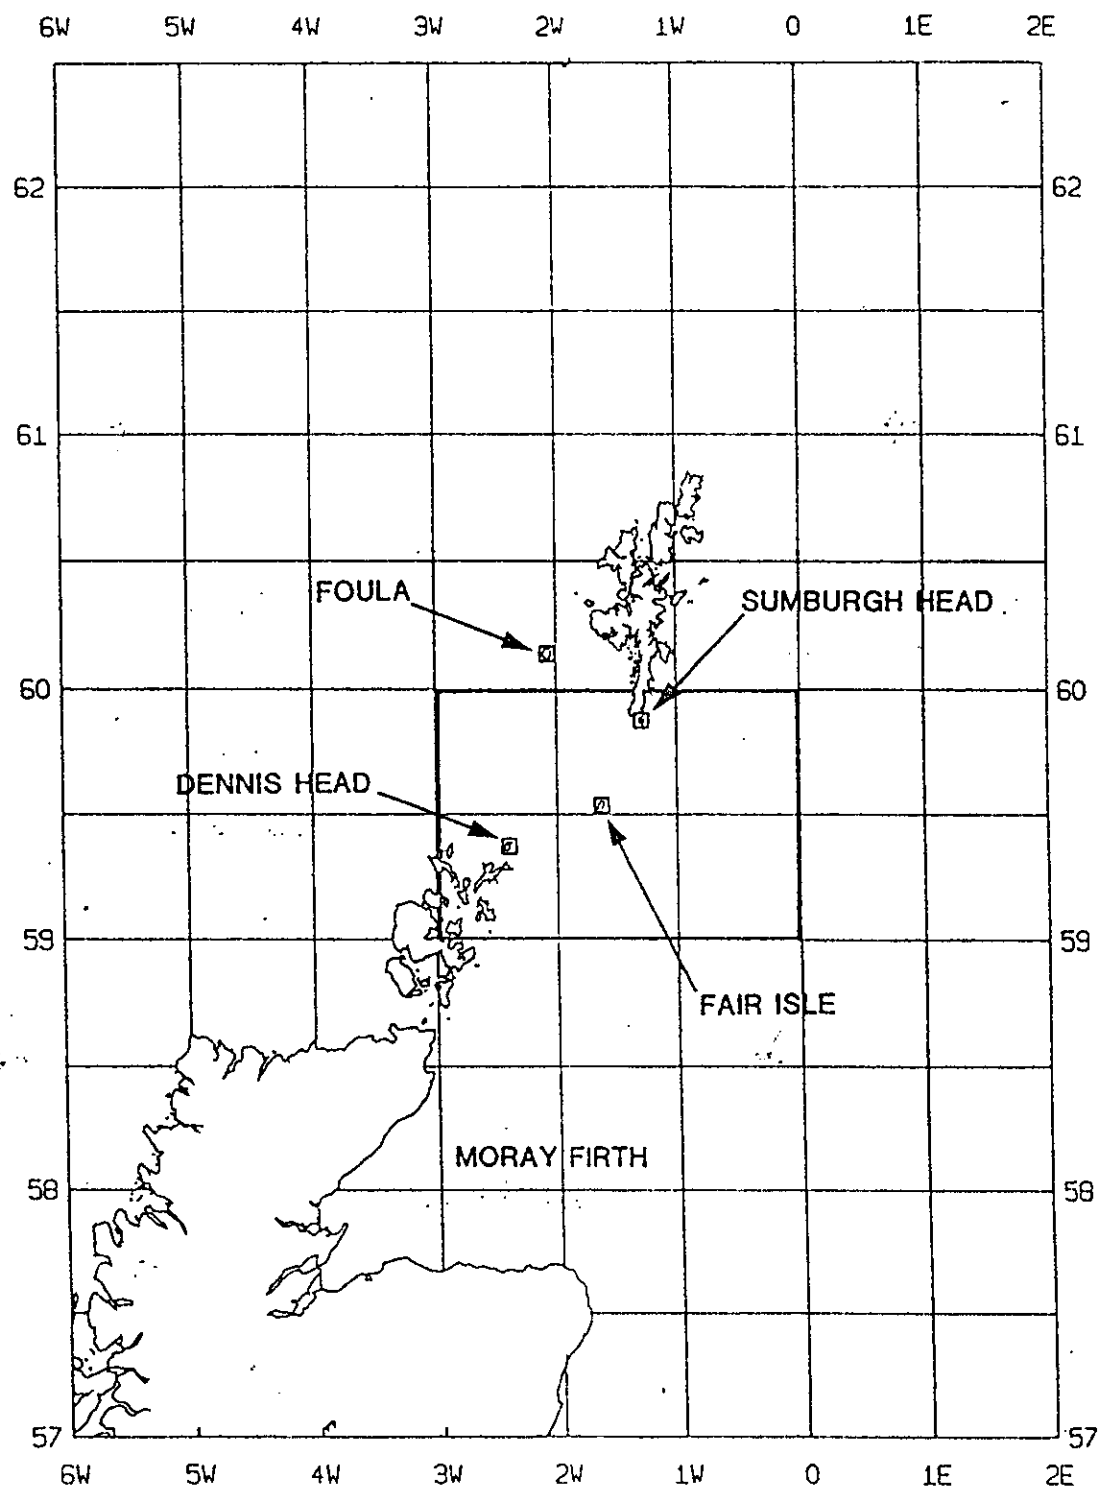 6W 5W 4W 3W 2W 1W 0 1E 2E
62 62
61 61
FOULA
SUMBURGH HEAD
60 60
DENNIS HEAD
59 59
FAIR ISLE
MORAY FIRTH
58 58
57 57
6W 5W 4W 3W 2W 1W 0 1E 2E